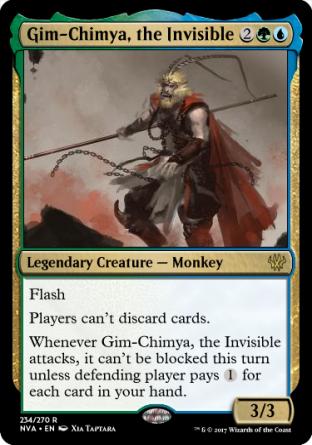 Gim-Chimya, the Invisible 2
Legendary Creature — Monkey
Flash
Players can't discard cards.
Whenever Gim-Chimya, the Invisible
attacks, it can't be blocked this turn
unless defending player pays 1 for
each card in your hand.
3/3
234/270 R
NVA • EN Xia Taptara
™ & © 2017 Wizards of the Coast